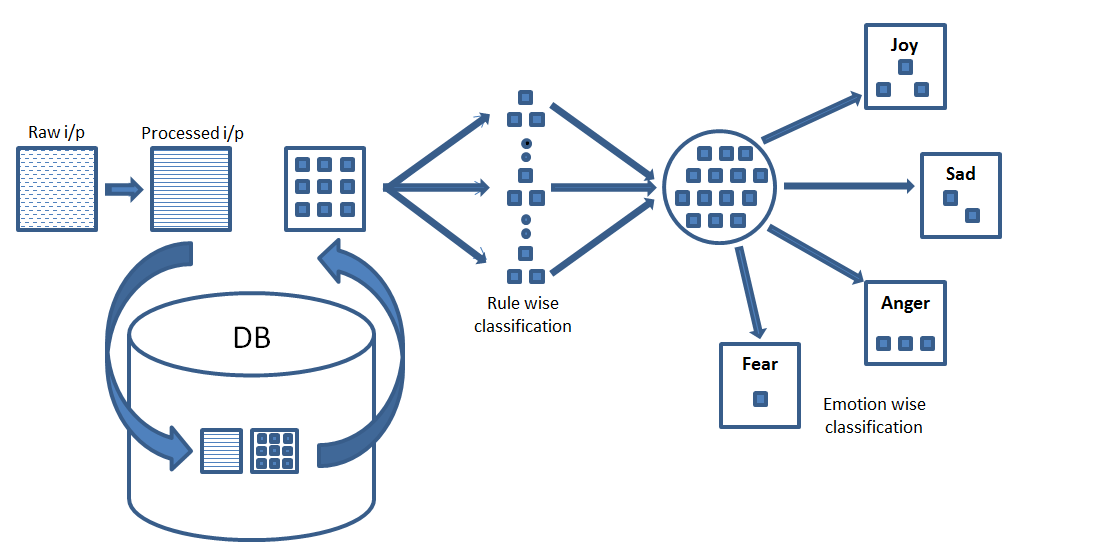 Raw i/p
Processed i/p
DB
Rule wise
classification
Joy
Sad
Anger
Fear
Emotion wise
classification